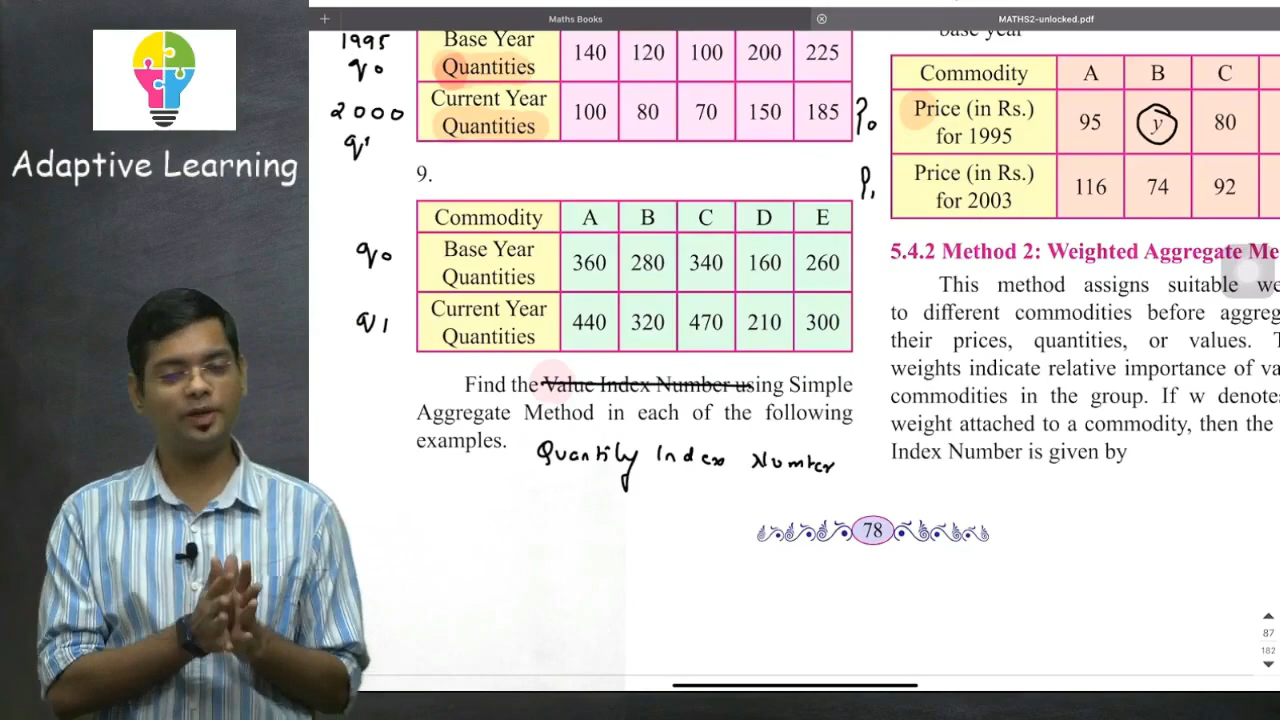 Maths Books
MATHS2-unlocked.pdf
Adaptive Learning
1995
q0
2000
q1
Base Year Quantities 140 120 100 200 225
Current Year Quantities 100 80 70 150 185
9.
q0
q1
Commodity A B C D E
Base Year Quantities 360 280 340 160 260
Current Year Quantities 440 320 470 210 300
Find the Value Index Number using Simple
Aggregate Method in each of the following
examples.
Quantity Index Number
78
base year
P0
P1
Commodity A B C
Price (in Rs.) for 1995 95 y 80
Price (in Rs.) for 2003 116 74 92
5.4.2 Method 2: Weighted Aggregate Me
This method assigns suitable we
to different commodities before aggreg
their prices, quantities, or values. T
weights indicate relative importance of va
commodities in the group. If w denotes
weight attached to a commodity, then the
Index Number is given by
87
182